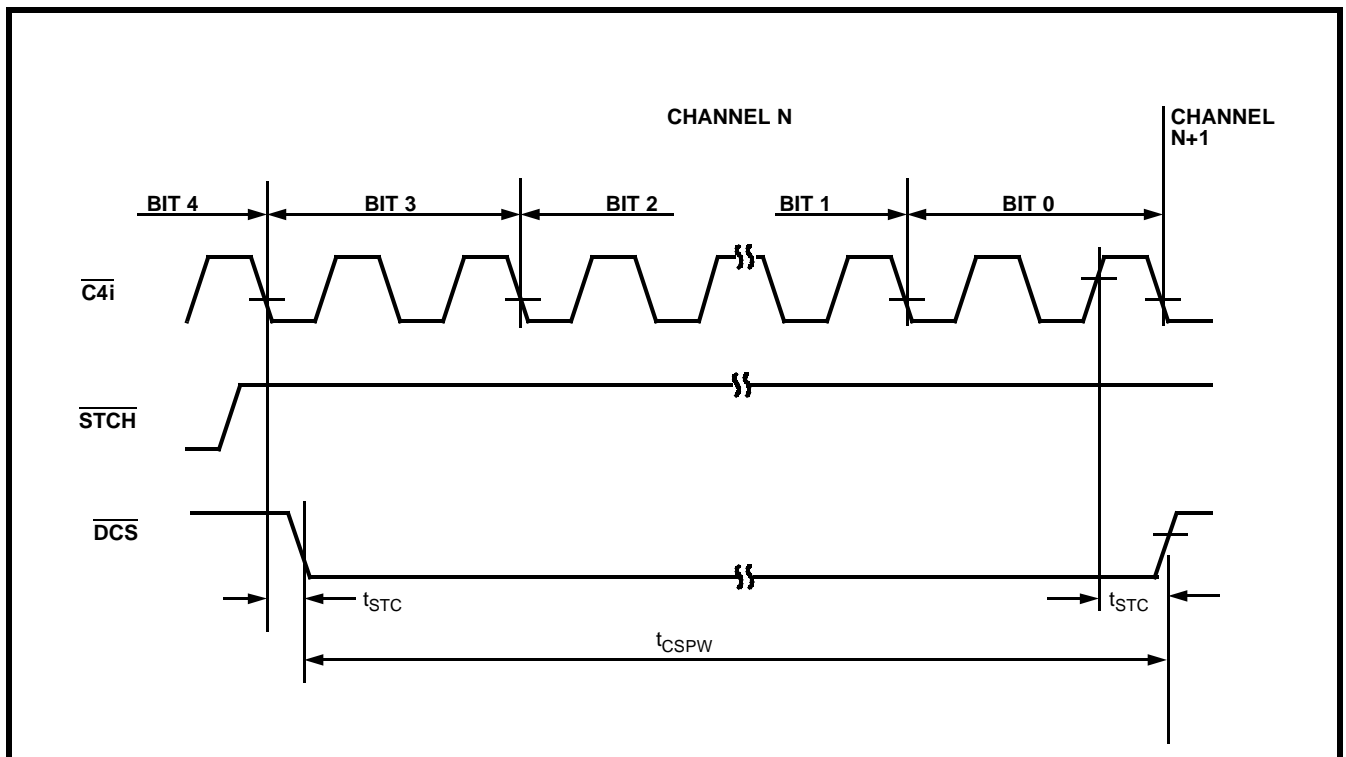 CHANNEL N
CHANNEL
N+1
BIT 4 BIT 3 BIT 2 BIT 1 BIT 0
C4i
STCH
DCS
tSTC tSTC
tCSPW